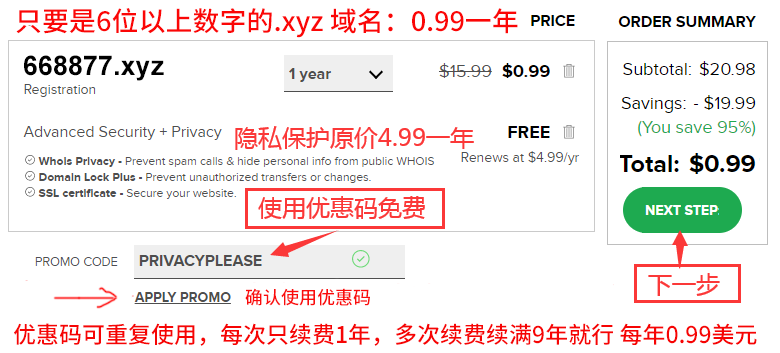 只要是6位以上数字的.xyz 域名：0.99一年
PRICE
ORDER SUMMARY
668877.xyz
Registration
1 year
$15.99 $0.99
Subtotal: $20.98
Savings: - $19.99
(You save 95%)
Total: $0.99
NEXT STEP
Advanced Security + Privacy
隐私保护原价4.99一年
FREE
Renews at $4.99/yr
Whois Privacy - Prevent spam calls & hide personal info from public WHOIS
Domain Lock Plus - Prevent unauthorized transfers or changes.
SSL certificate - Secure your website.
使用优惠码免费
PROMO CODE
PRIVACYPLEASE
APPLY PROMO
确认使用优惠码
下一步
优惠码可重复使用，每次只续费1年，多次续费续满9年就行 每年0.99美元